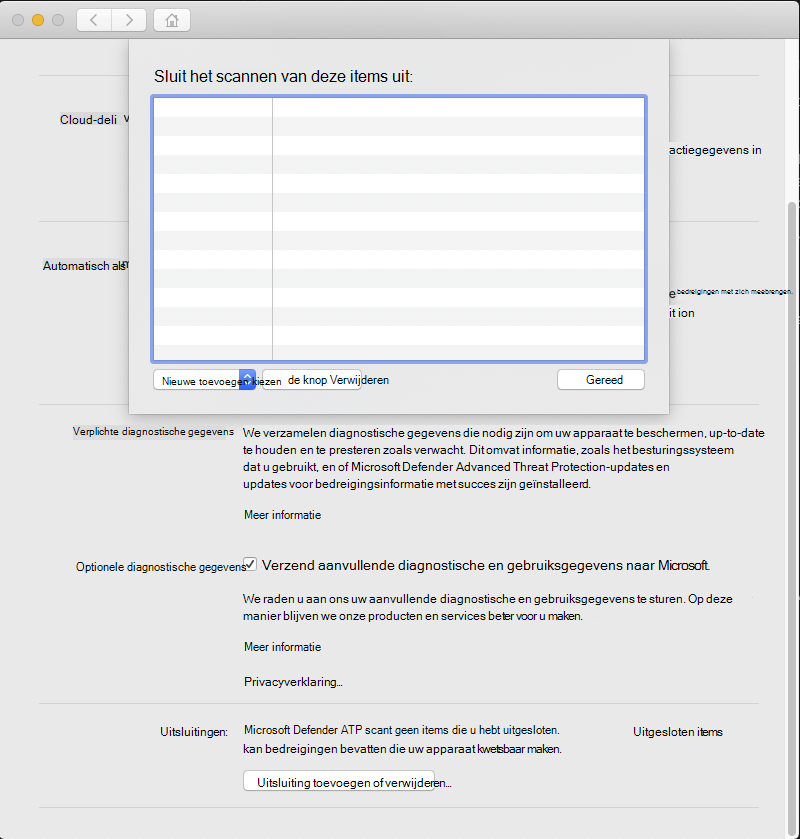 Sluit het scannen van deze items uit:
Cloud-deli v
actiegegevens in
Automatisch als
e bedreigingen met zich meebrengen.
it ion
Nieuwe toevoegen kiezen de knop Verwijderen Gereed
Verplichte diagnostische gegevens We verzamelen diagnostische gegevens die nodig zijn om uw apparaat te beschermen, up-to-date
te houden en te presteren zoals verwacht. Dit omvat informatie, zoals het besturingssysteem
dat u gebruikt, en of Microsoft Defender Advanced Threat Protection-updates en
updates voor bedreigingsinformatie met succes zijn geïnstalleerd.
Meer informatie
Optionele diagnostische gegevens Verzend aanvullende diagnostische en gebruiksgegevens naar Microsoft.
We raden u aan ons uw aanvullende diagnostische en gebruiksgegevens te sturen. Op deze
manier blijven we onze producten en services beter voor u maken.
Meer informatie
Privacyverklaring...
Uitsluitingen: Microsoft Defender ATP scant geen items die u hebt uitgesloten. Uitgesloten items
kan bedreigingen bevatten die uw apparaat kwetsbaar maken.
Uitsluiting toevoegen of verwijderen...